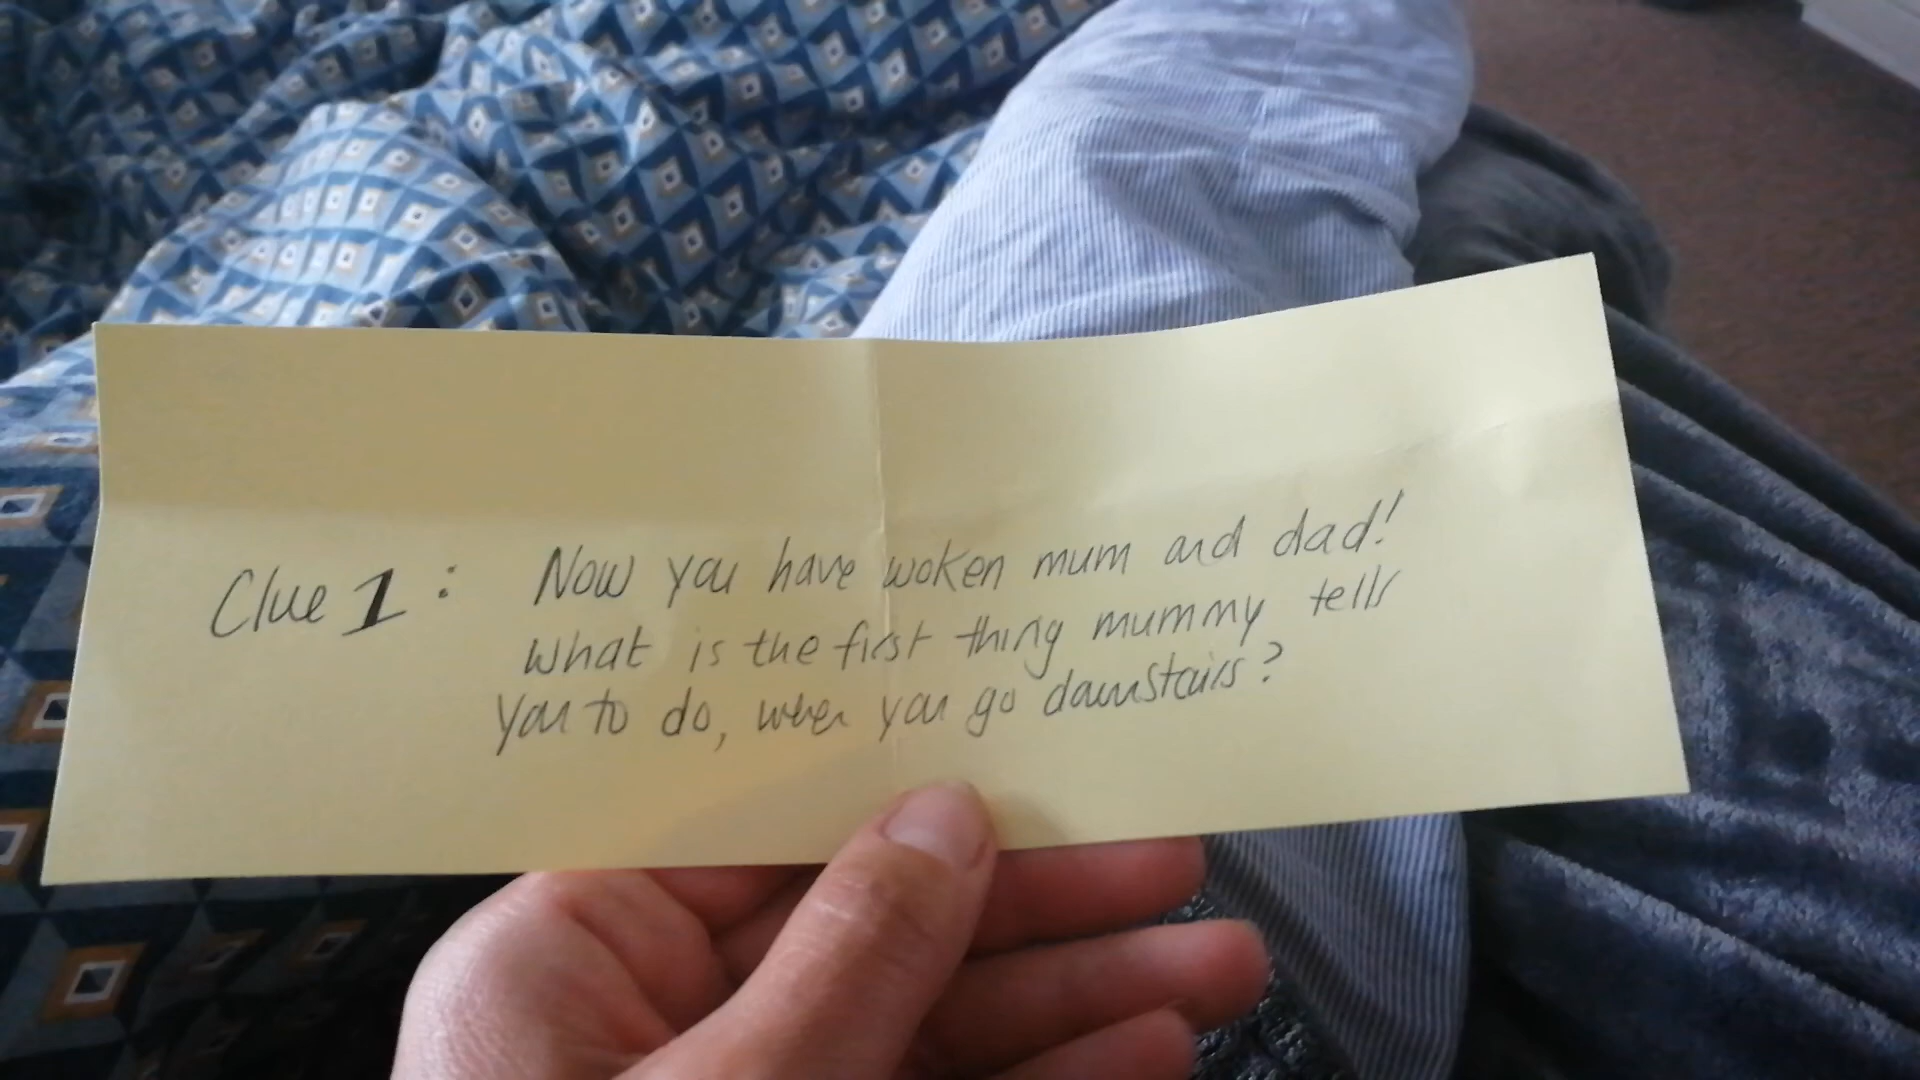 Clue 1: Now you have woken mum and dad!
What is the first thing mummy tells
you to do, when you go downstairs?